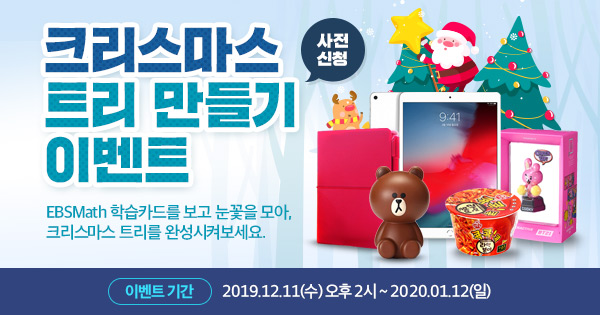 크리스마스
트리 만들기
이벤트
사전
신청
EBSMath 학습카드를 보고 눈꽃을 모아,
크리스마스 트리를 완성시켜보세요.
9:41
이벤트 기간
2019.12.11(수) 오후 2시 ~ 2020.01.12(일)